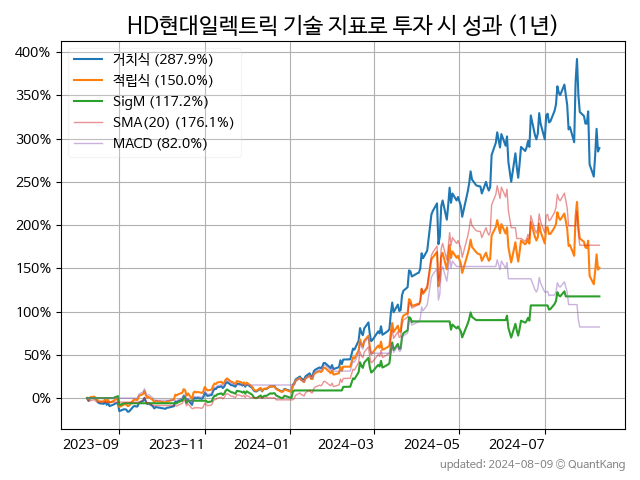 HD현대일렉트릭 기술 지표로 투자 시 성과 (1년)
400%
350%
300%
250%
200%
150%
100%
50%
0%
거치식 (287.9%)
적립식 (150.0%)
SigM (117.2%)
SMA(20) (176.1%)
MACD (82.0%)
2023-09 2023-11 2024-01 2024-03 2024-05 2024-07
updated: 2024-08-09 © QuantKang